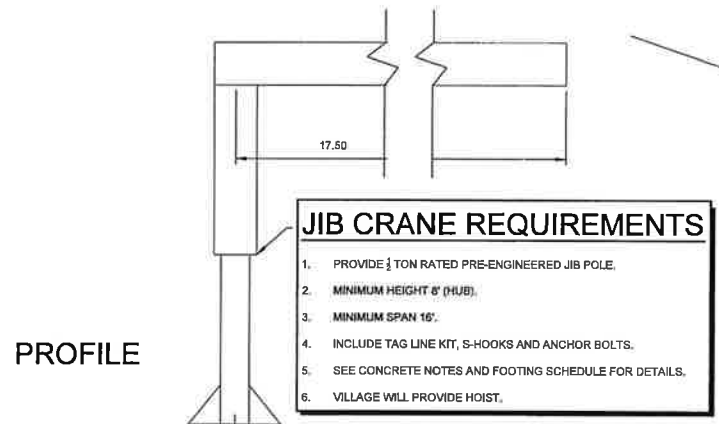 17.50
JIB CRANE REQUIREMENTS
1. PROVIDE ½ TON RATED PRE-ENGINEERED JIB POLE.
2. MINIMUM HEIGHT 8' (HUB).
3. MINIMUM SPAN 16'.
4. INCLUDE TAG LINE KIT, S-HOOKS AND ANCHOR BOLTS.
5. SEE CONCRETE NOTES AND FOOTING SCHEDULE FOR DETAILS.
6. VILLAGE WILL PROVIDE HOIST.
PROFILE